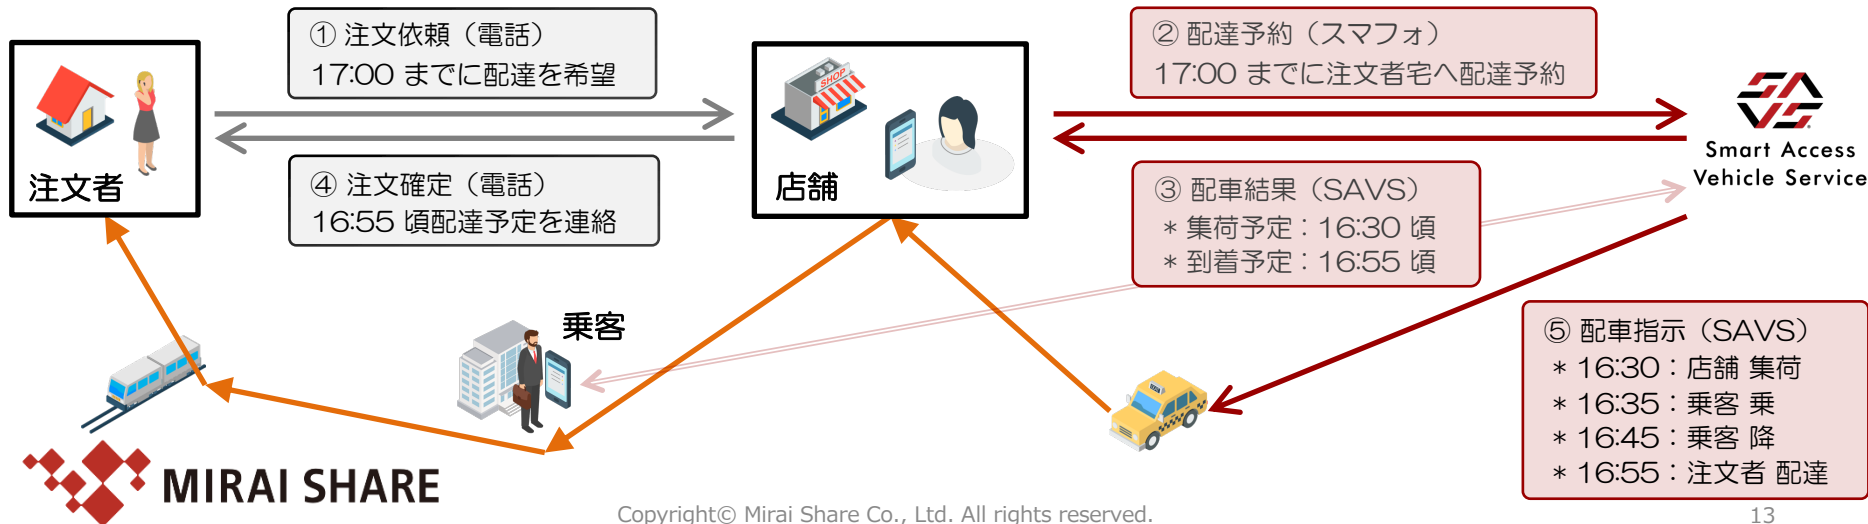 ① 注文依頼（電話）
17:00 までに配達を希望
② 配達予約（スマフォ）
17:00 までに注文者宅へ配達予約
SHOP
注文者
店舗
SAVS
Smart Access
Vehicle Service
④ 注文確定（電話）
16:55 頃配達予定を連絡
③ 配車結果（SAVS）
* 集荷予定：16:30 頃
* 到着予定：16:55 頃
乗客
⑤ 配車指示（SAVS）
* 16:30：店舗 集荷
* 16:35：乗客 乗
* 16:45：乗客 降
* 16:55：注文者 配達
MIRAI SHARE
Copyright© Mirai Share Co., Ltd. All rights reserved.
13